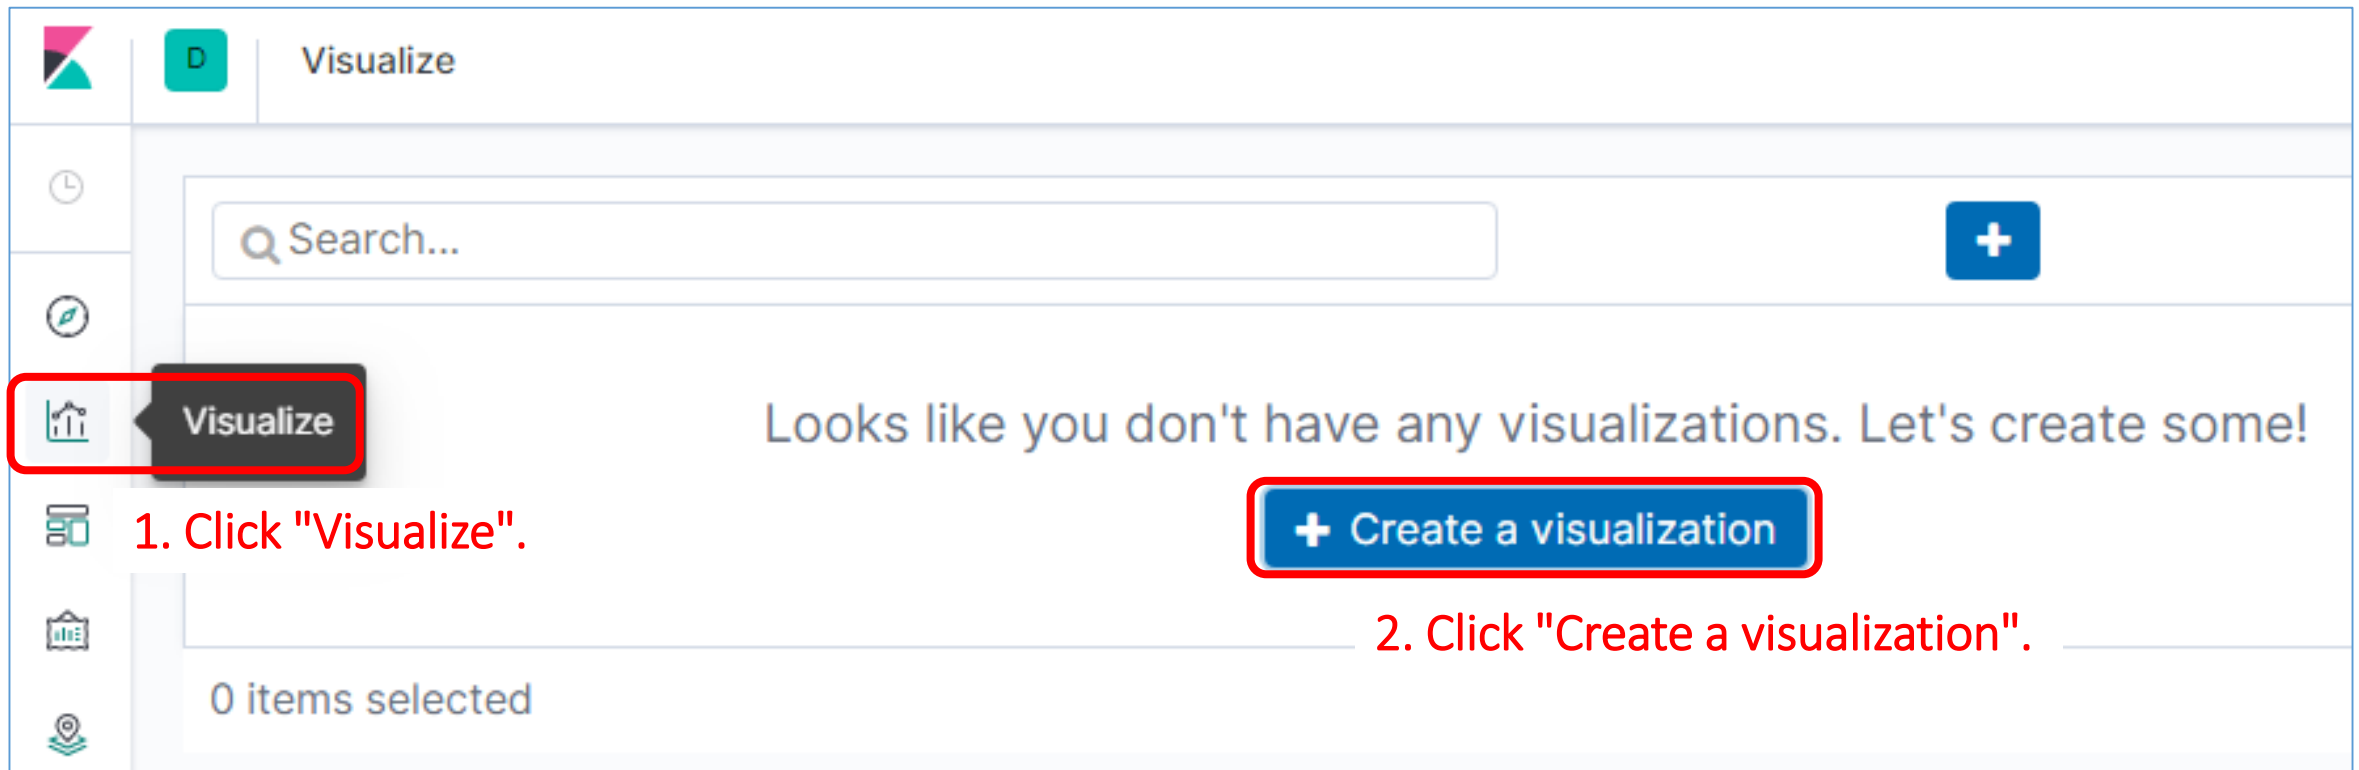 D
Visualize
Search...
Visualize
Looks like you don't have any visualizations. Let's create some!
Create a visualization
1. Click "Visualize".
2. Click "Create a visualization".
0 items selected